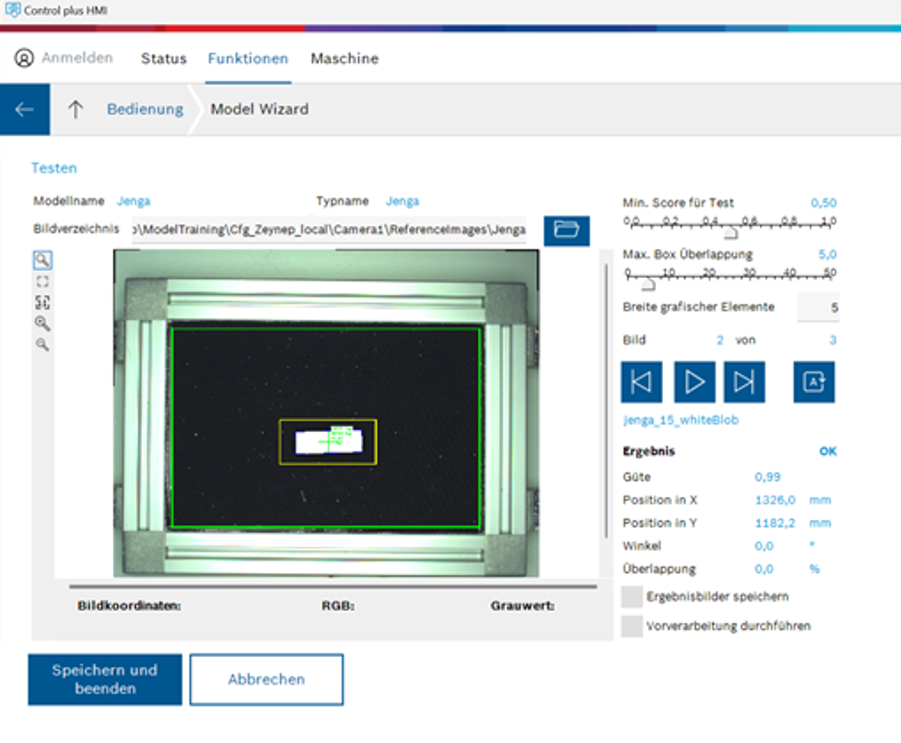 Control plus HMI
Anmelden Status Funktionen Maschine
Bedienung Model Wizard
Testen
Modellname Jenga Typname Jenga
Bildverzeichnis \ModelTraining\Cfg_Zeynep_local\Camera1\ReferenceImages\Jenga
Min. Score für Test 0,50
0,0 0,2 0,4 0,6 0,8 1,0
Max. Box Überlappung 5,0
0 10 20 30 40 50
Breite grafischer Elemente 5
Bild 2 von 3
A
jenga_15_whiteBlob
Ergebnis OK
Güte 0,99
Position in X 1326,0 mm
Position in Y 1182,2 mm
Winkel 0,0 °
Überlappung 0,0 %
Ergebnisbilder speichern
Vorverarbeitung durchführen
Bildkoordinaten: RGB: Grauwert:
Speichern und
beenden
Abbrechen